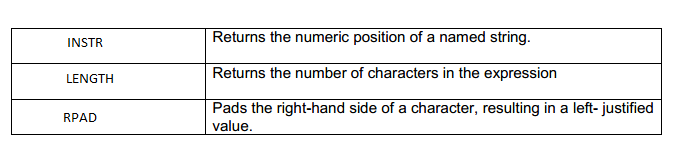 INSTR Returns the numeric position of a named string.
LENGTH Returns the number of characters in the expression
RPAD Pads the right-hand side of a character, resulting in a left- justified
value.